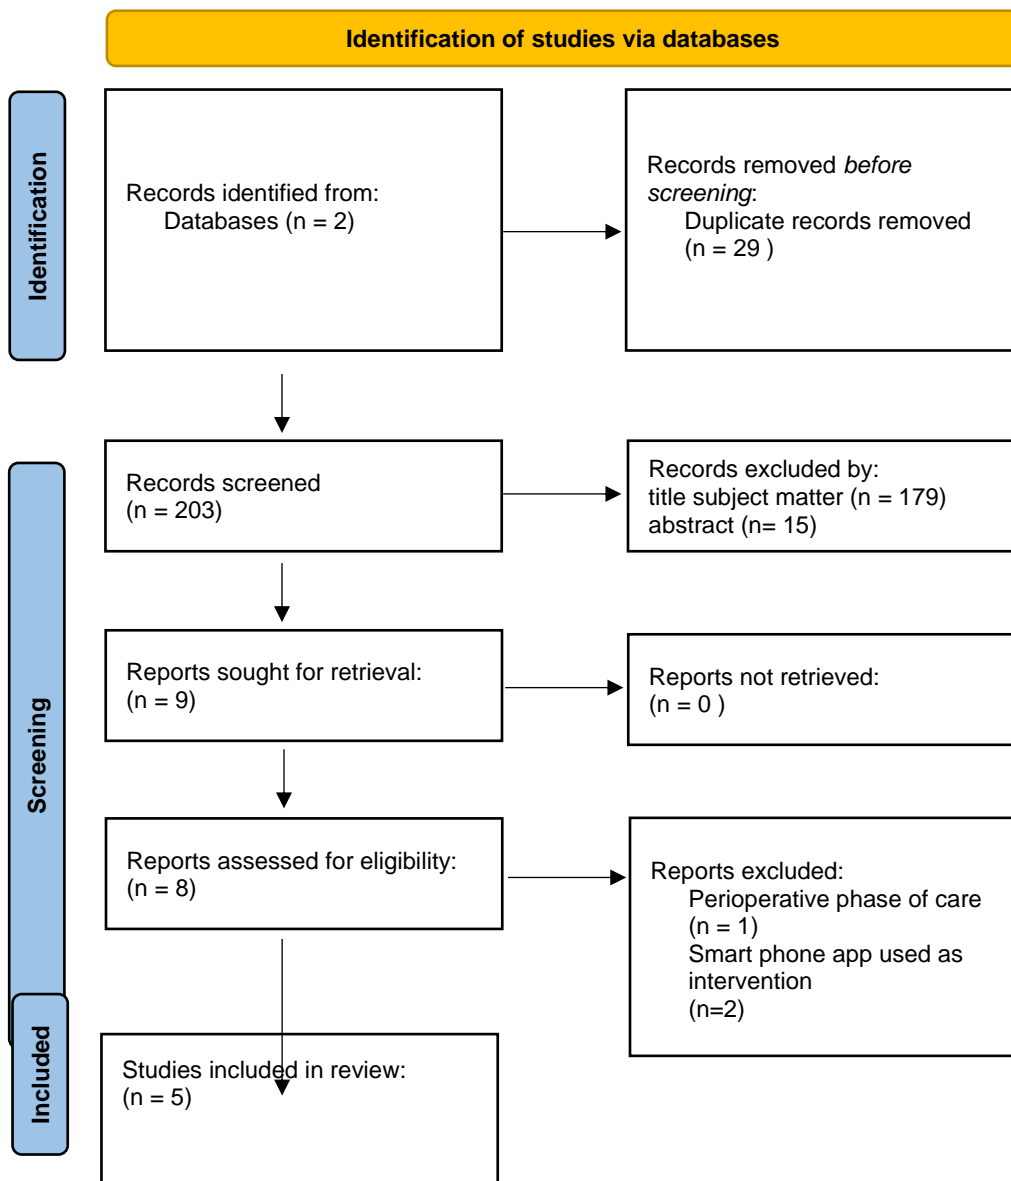 Identification of studies via databases
Identification
Records identified from:
Databases (n = 2)
Records removed before
screening:
Duplicate records removed
(n = 29 )
Screening
Records screened
(n = 203)
Records excluded by:
title subject matter (n = 179)
abstract (n= 15)
Reports sought for retrieval:
(n = 9)
Reports not retrieved:
(n = 0 )
Reports assessed for eligibility:
(n = 8)
Reports excluded:
Perioperative phase of care
(n = 1)
Smart phone app used as
intervention
(n=2)
Included
Studies included in review:
(n = 5)